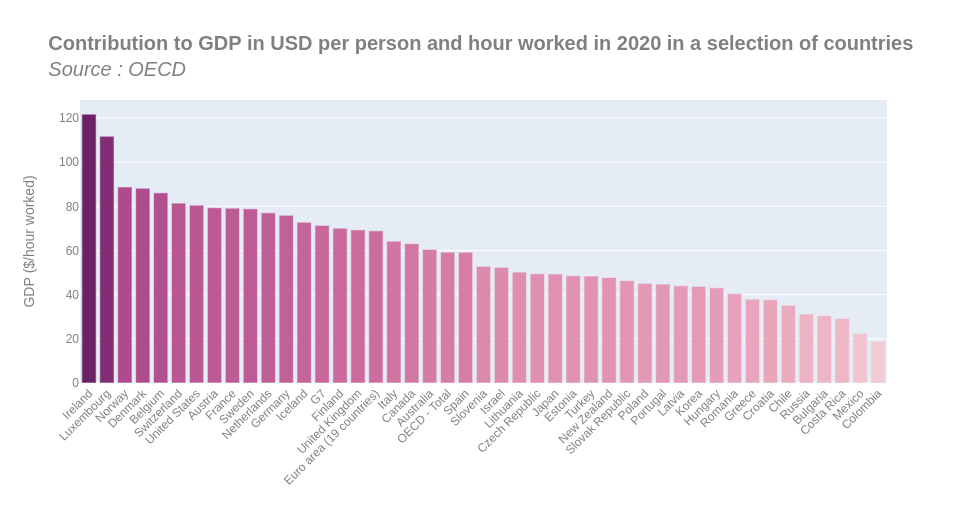 Contribution to GDP in USD per person and hour worked in 2020 in a selection of countries
Source : OECD
GDP ($/hour worked)
120
100
80
60
40
20
0
Ireland
Luxembourg
Norway
Denmark
Belgium
Switzerland
United States
Austria
France
Sweden
Netherlands
Germany
Iceland
G7
Finland
United Kingdom
Euro area (19 countries)
Italy
Canada
Australia
OECD - Total
Spain
Slovenia
Israel
Lithuania
Czech Republic
Japan
Estonia
Turkey
New Zealand
Slovak Republic
Poland
Portugal
Latvia
Korea
Hungary
Romania
Greece
Croatia
Chile
Russia
Bulgaria
Costa Rica
Mexico
Colombia